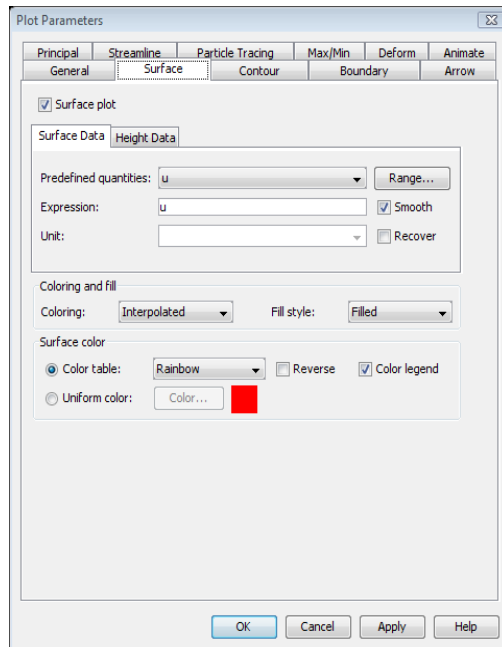 Plot Parameters
Principal Streamline Particle Tracing Max/Min Deform Animate
General Surface Contour Boundary Arrow
Surface plot
Surface Data Height Data
Predefined quantities: u Range...
Expression: u Smooth
Unit: Recover
Coloring and fill
Coloring: Interpolated Fill style: Filled
Surface color
Color table: Rainbow Reverse Color legend
Uniform color: Color...
OK Cancel Apply Help